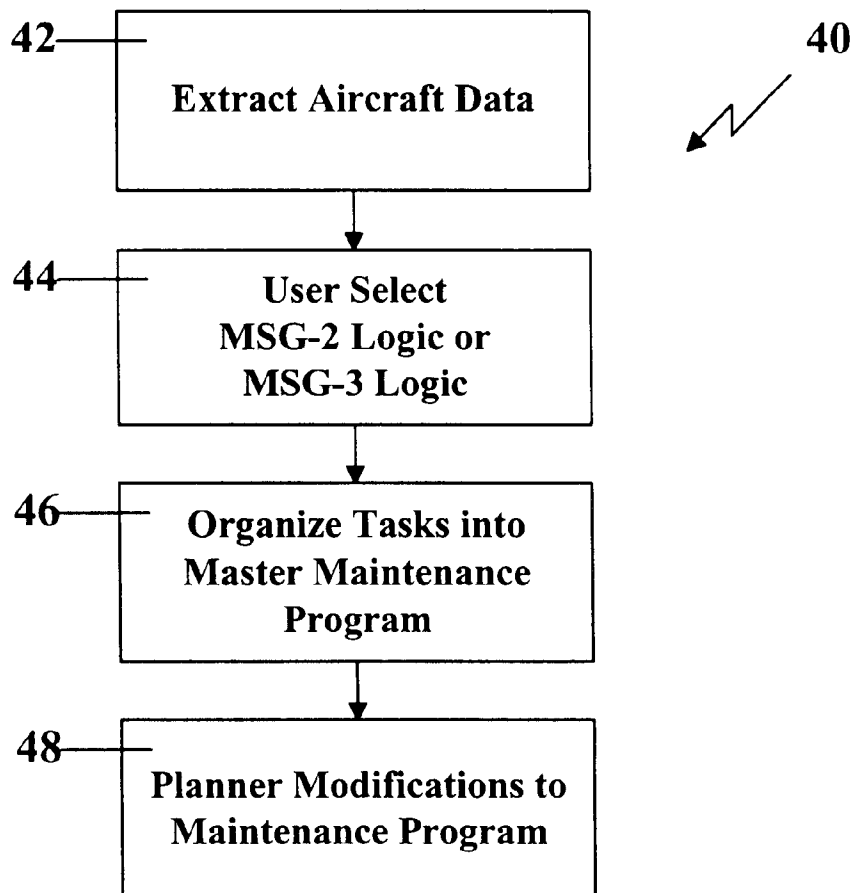 42
40
Extract Aircraft Data
44
User Select
MSG-2 Logic or
MSG-3 Logic
46
Organize Tasks into
Master Maintenance
Program
48
Planner Modifications to
Maintenance Program